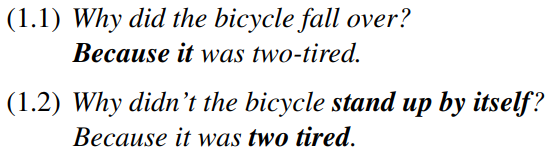 (1.1) Why did the bicycle fall over?
Because it was two-tired.
(1.2) Why didn't the bicycle stand up by itself?
Because it was two tired.